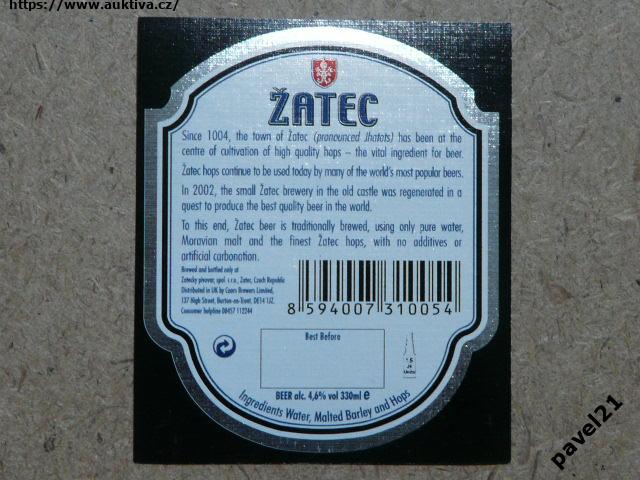 https://www.auktiva.cz/
ŽATEC
Since 1004, the town of Žatec (pronounced Jhatets) has been at the
centre of cultivation of high quality hops – the vital ingredient for beer.
Žatec hops continue to be used today by many of the world's most popular beers.
In 2002, the small Žatec brewery in the old castle was regenerated in a
quest to produce the best quality beer in the world.
To this end, Žatec beer is traditionally brewed, using only pure water,
Moravian malt and the finest Žatec hops, with no additives or
artificial carbonation.
Brewed and bottled only at
Zatecky pivovar, spol. s r.o., Zatec, Czech Republic
Distributed in UK by Coors Brewers Limited,
137 High Street, Burton-on-Trent, DE14 1JZ.
Consumer helpline 08457 112244
8 594007 310054
Best Before
1.5
UK
Units
BEER alc. 4,6% vol 330ml e
Ingredients Water, Malted Barley and Hops
pavel21